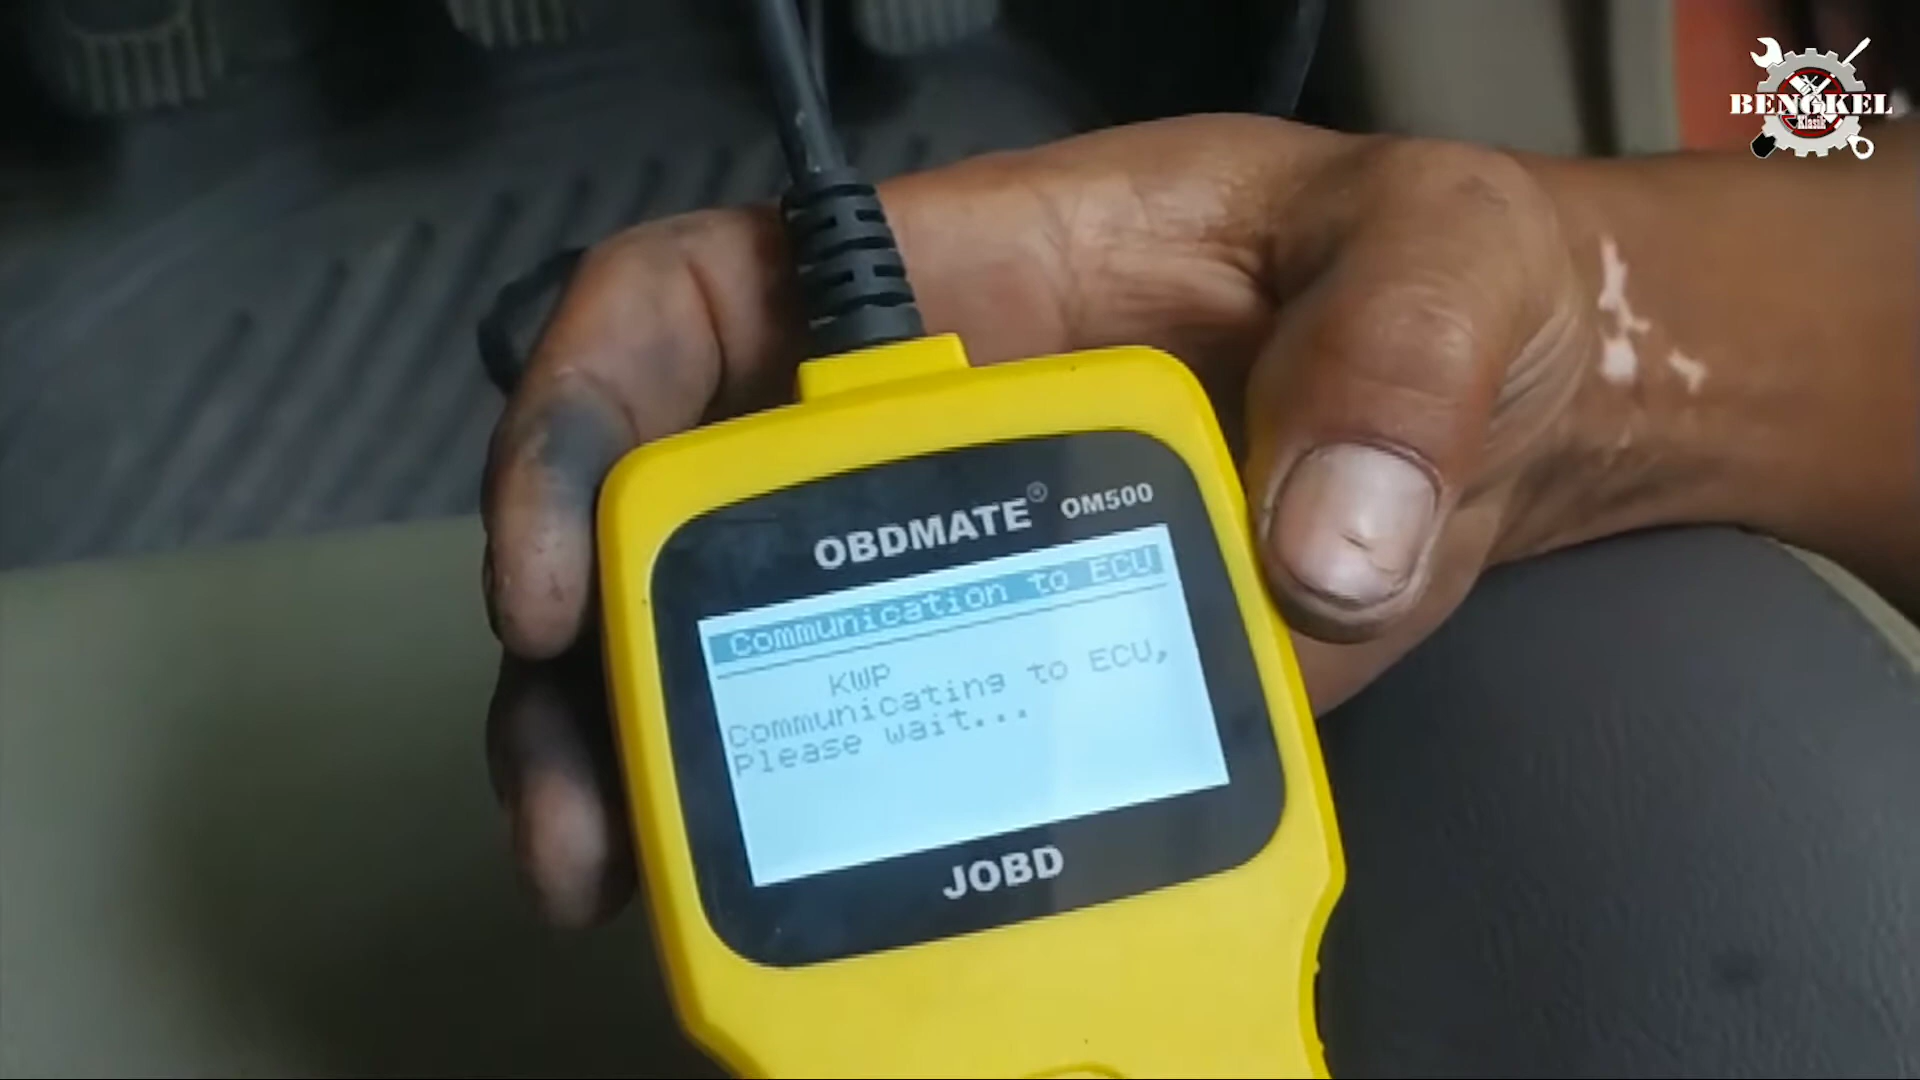 BENGKEL
Klasik
OBDMATE® OM500
Communication to ECU
KWP
Communicating to ECU,
Please wait...
JOBD